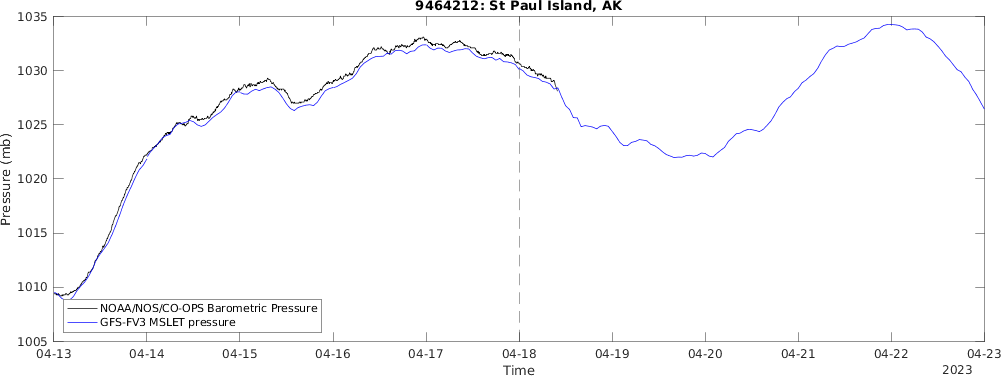 9464212: St Paul Island, AK
Pressure (mb)
1035
1030
1025
1020
1015
1010
1005
NOAA/NOS/CO-OPS Barometric Pressure
GFS-FV3 MSLET pressure
04-13 04-14 04-15 04-16 04-17 04-18 04-19 04-20 04-21 04-22 04-23
Time
2023